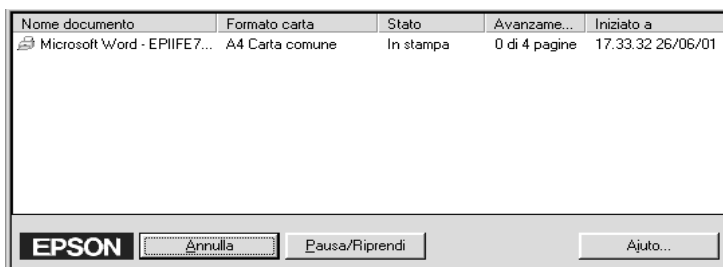 Nome documento Formato carta Stato Avanzame... Iniziato a
Microsoft Word - EPIIFE7... A4 Carta comune In stampa 0 di 4 pagine 17.33.32 26/06/01
EPSON Annulla Pausa/Riprendi Aiuto...